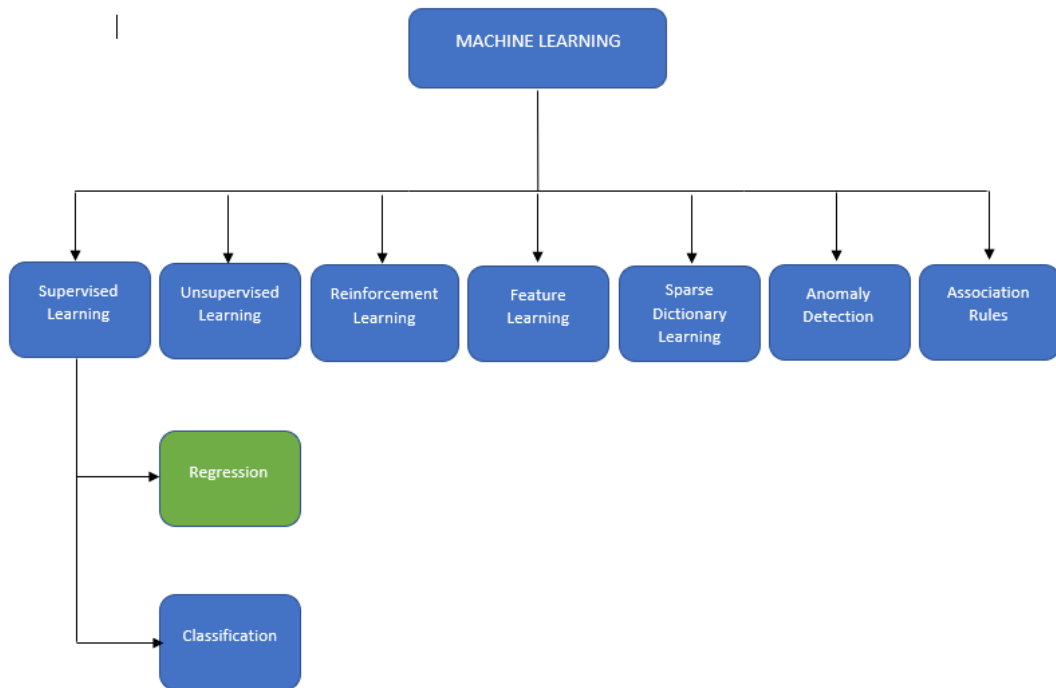 MACHINE LEARNING
Supervised
Learning
Unsupervised
Learning
Reinforcement
Learning
Feature
Learning
Sparse
Dictionary
Learning
Anomaly
Detection
Association
Rules
Regression
Classification